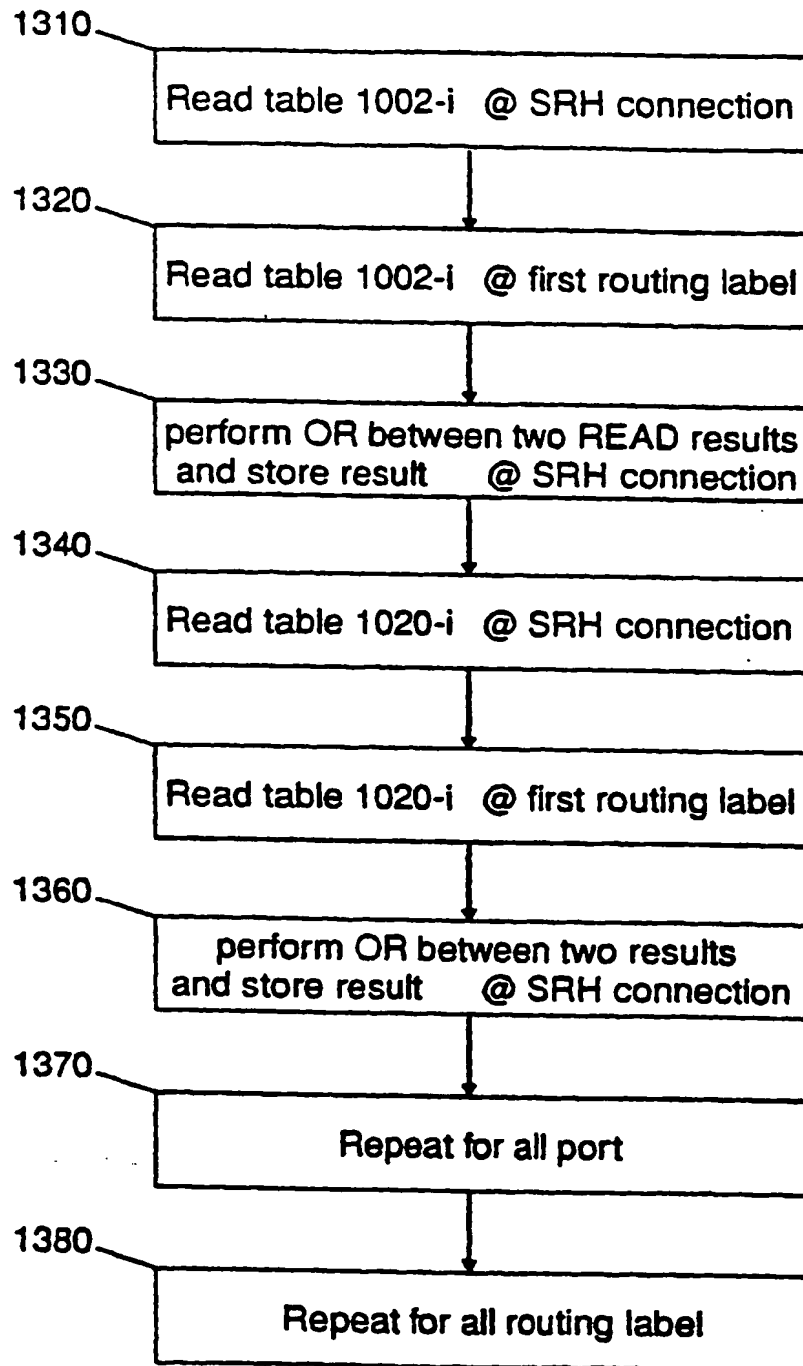 1310
Read table 1002-i @ SRH connection
1320
Read table 1002-i @ first routing label
1330
perform OR between two READ results
and store result @ SRH connection
1340
Read table 1020-i @ SRH connection
1350
Read table 1020-i @ first routing label
1360
perform OR between two results
and store result @ SRH connection
1370
Repeat for all port
1380
Repeat for all routing label